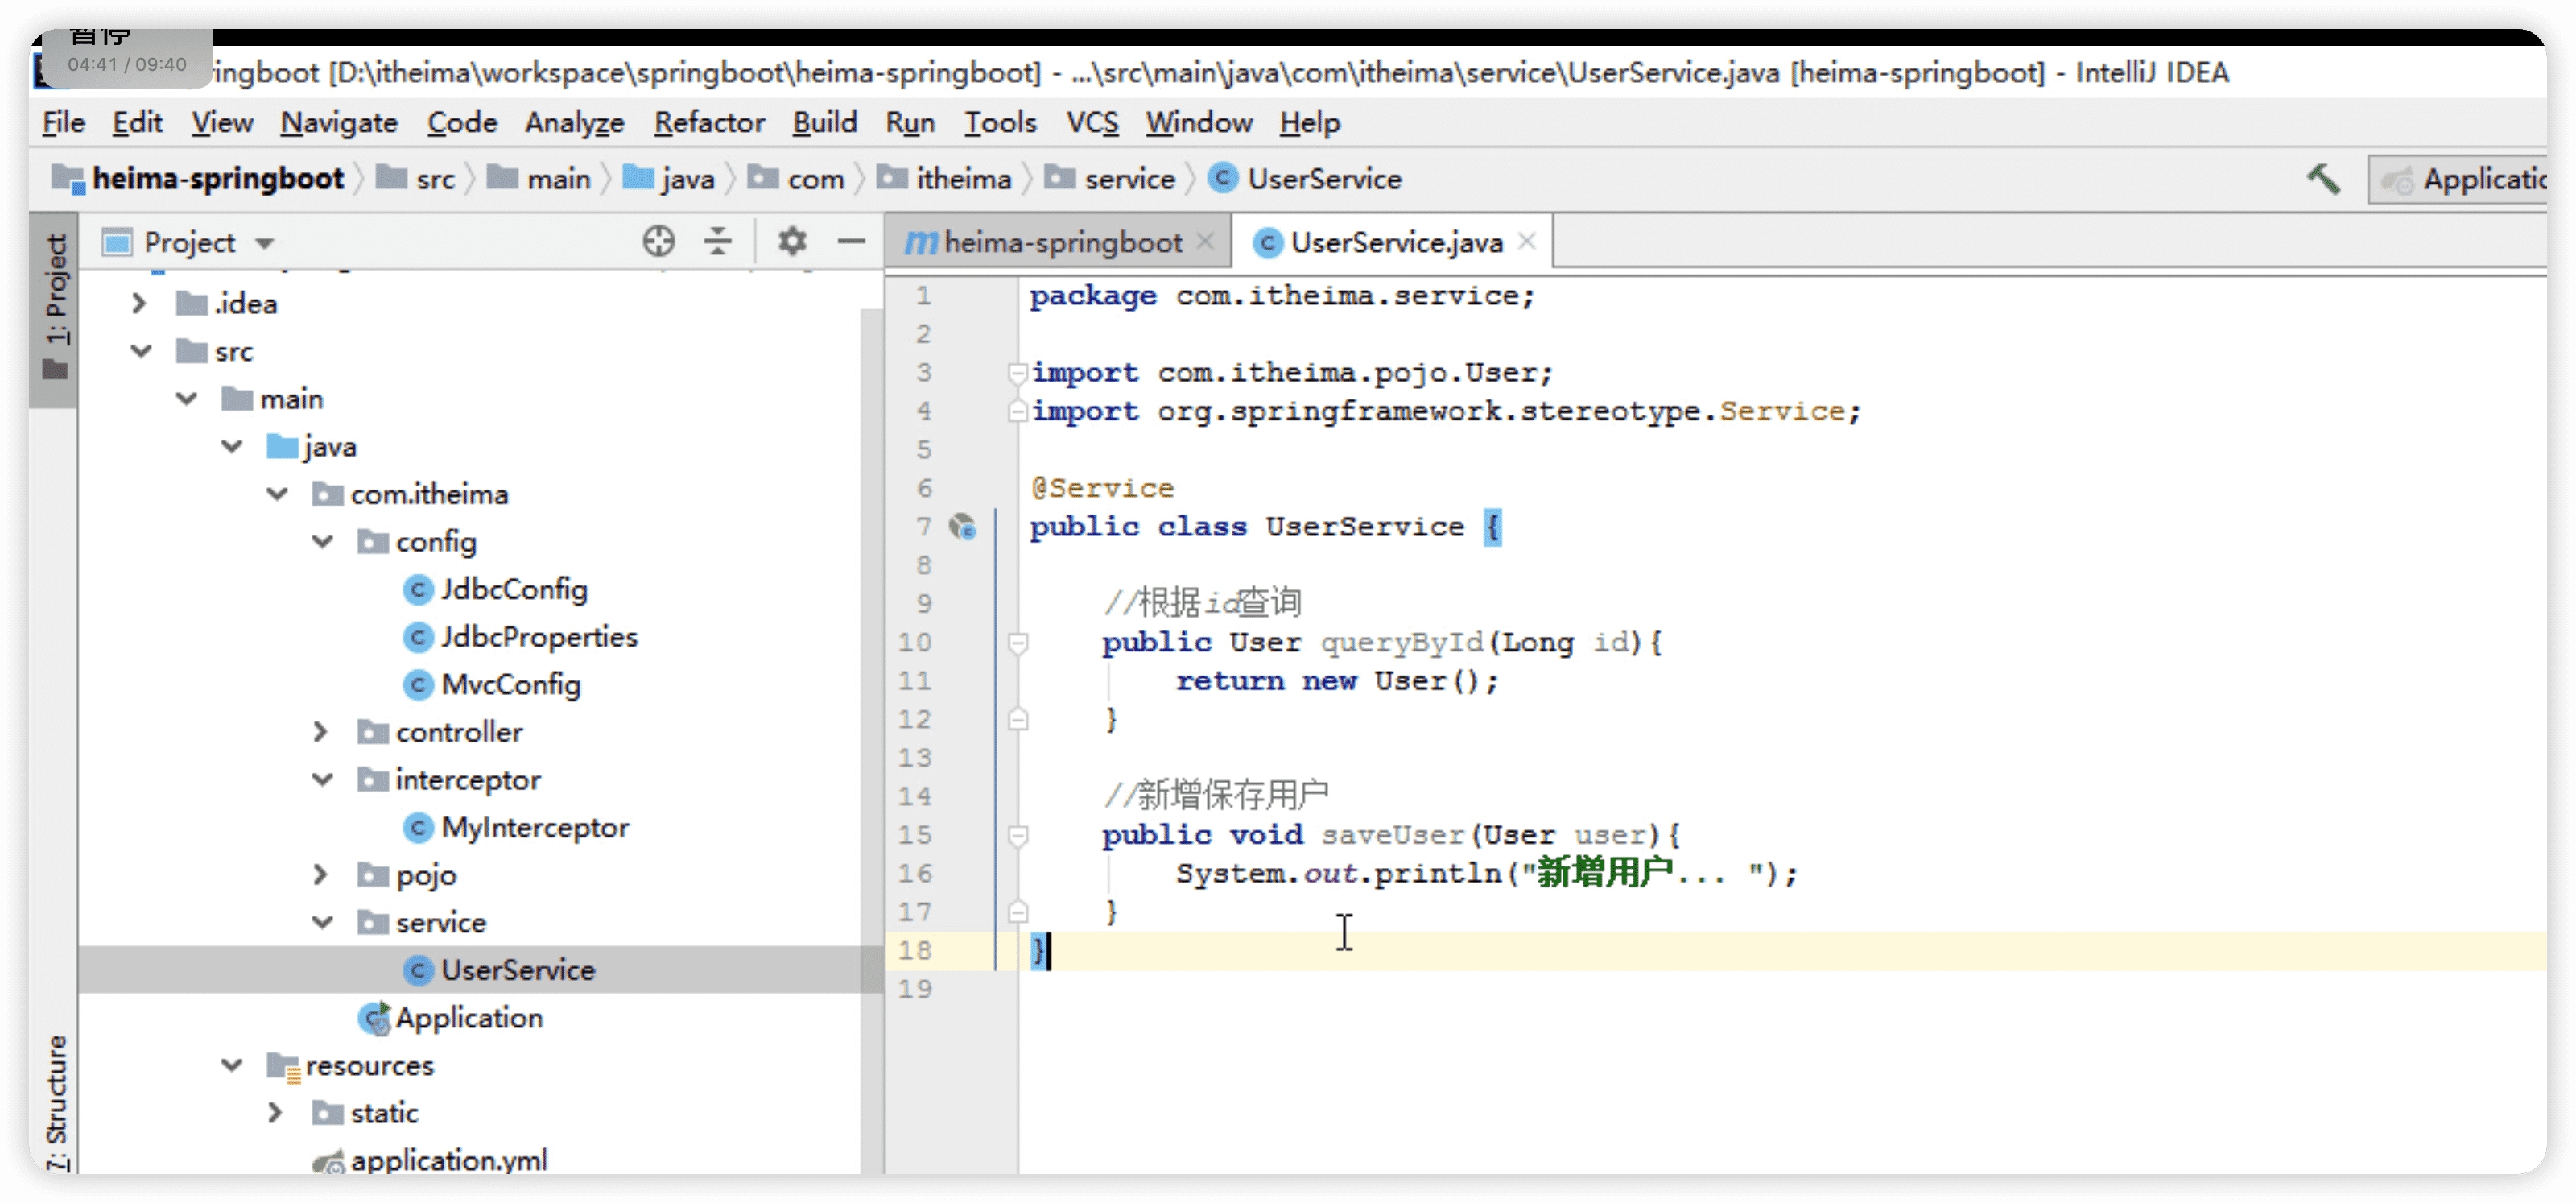 暂停
04:41 / 09:40
ingboot [D:\itheima\workspace\springboot\heima-springboot] - ...\src\main\java\com\itheima\service\UserService.java [heima-springboot] - IntelliJ IDEA
File Edit View Navigate Code Analyze Refactor Build Run Tools VCS Window Help
heima-springboot src main java com itheima service UserService
Applicatio
1: Project
Project
.idea
src
main
java
com.itheima
config
JdbcConfig
JdbcProperties
MvcConfig
controller
interceptor
MyInterceptor
pojo
service
UserService
Application
resources
static
application.yml
7: Structure
heima-springboot
UserService.java
1 package com.itheima.service;
2
3 import com.itheima.pojo.User;
4 import org.springframework.stereotype.Service;
5
6 @Service
7 public class UserService {
8
9 //根据id查询
10 public User queryById(Long id){
11 return new User();
12 }
13
14 //新增保存用户
15 public void saveUser(User user){
16 System.out.println("新增用户... ");
17 }
18 }
19